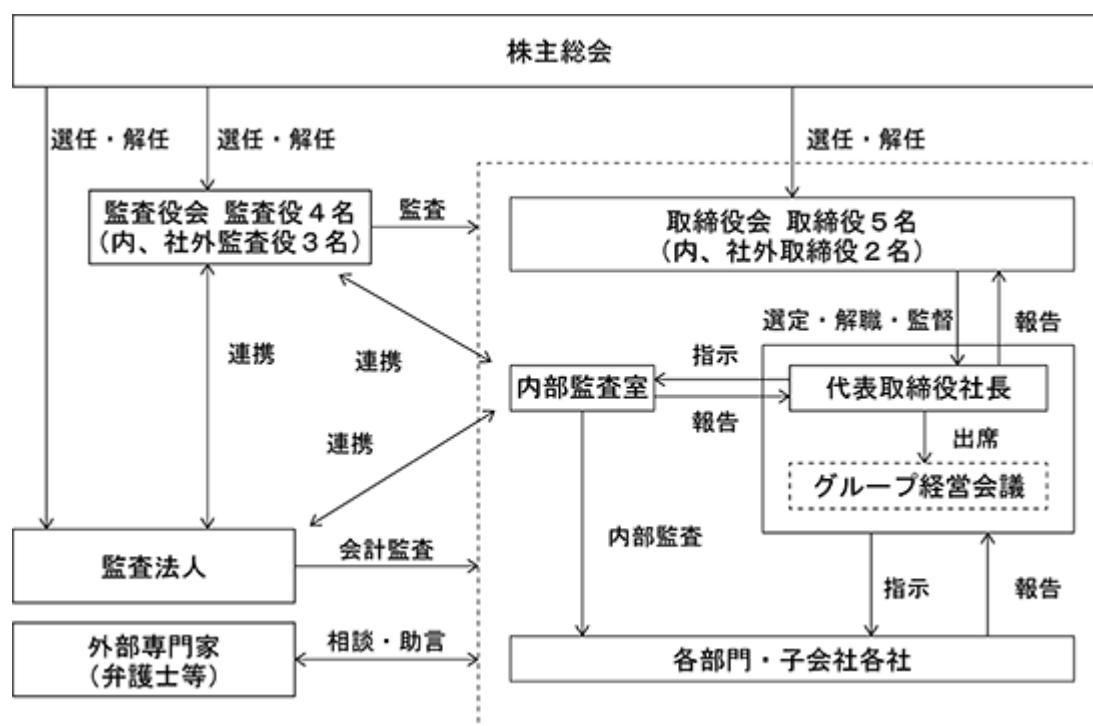 株主総会
選任・解任
選任・解任
選任・解任
監査役会 監査役４名
（内、社外監査役３名）
監査
取締役会 取締役５名
（内、社外取締役２名）
選定・解職・監督
報告
連携
連携
指示
内部監査室
代表取締役社長
報告
連携
出席
グループ経営会議
内部監査
監査法人
会計監査
指示
報告
外部専門家
（弁護士等）
相談・助言
各部門・子会社各社